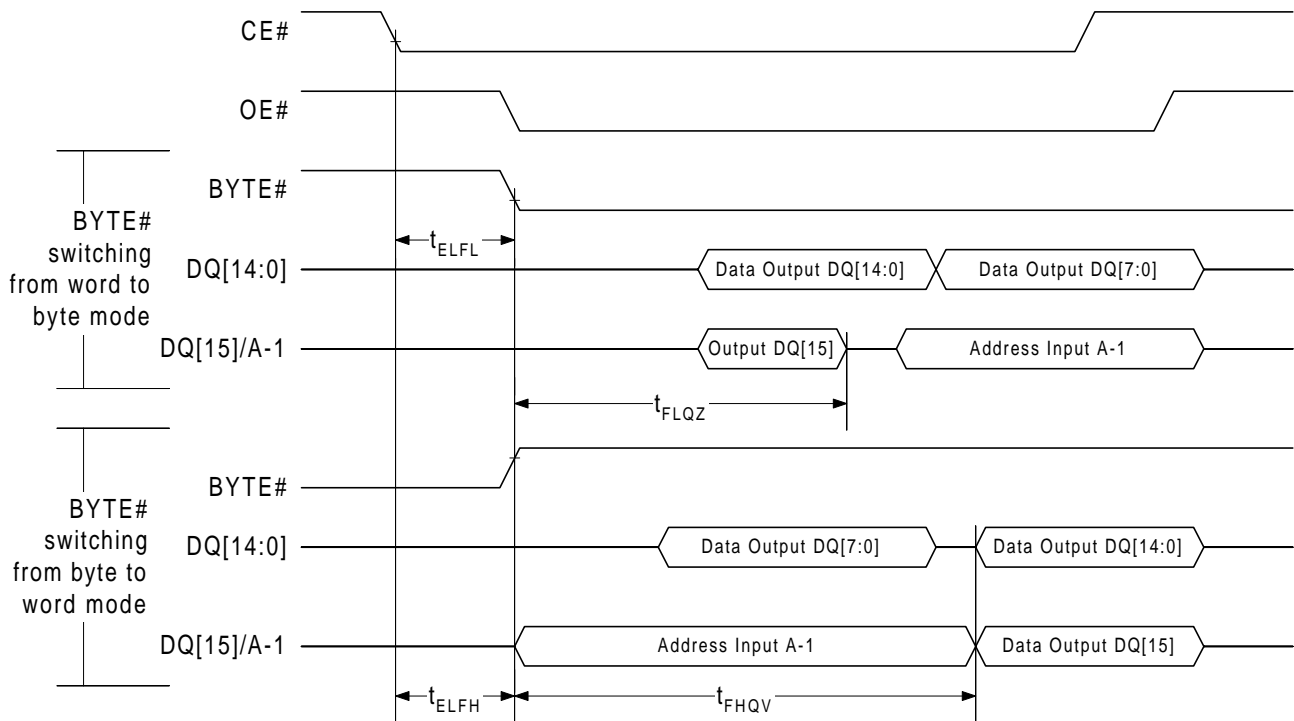 CE#
OE#
BYTE#
BYTE#
switching
from word to
byte mode
tELFL
DQ[14:0]
Data Output DQ[14:0]
Data Output DQ[7:0]
DQ[15]/A-1
Output DQ[15]
Address Input A-1
tFLQZ
BYTE#
BYTE#
switching
from byte to
word mode
DQ[14:0]
Data Output DQ[7:0]
Data Output DQ[14:0]
DQ[15]/A-1
Address Input A-1
Data Output DQ[15]
tELFH
tFHQV